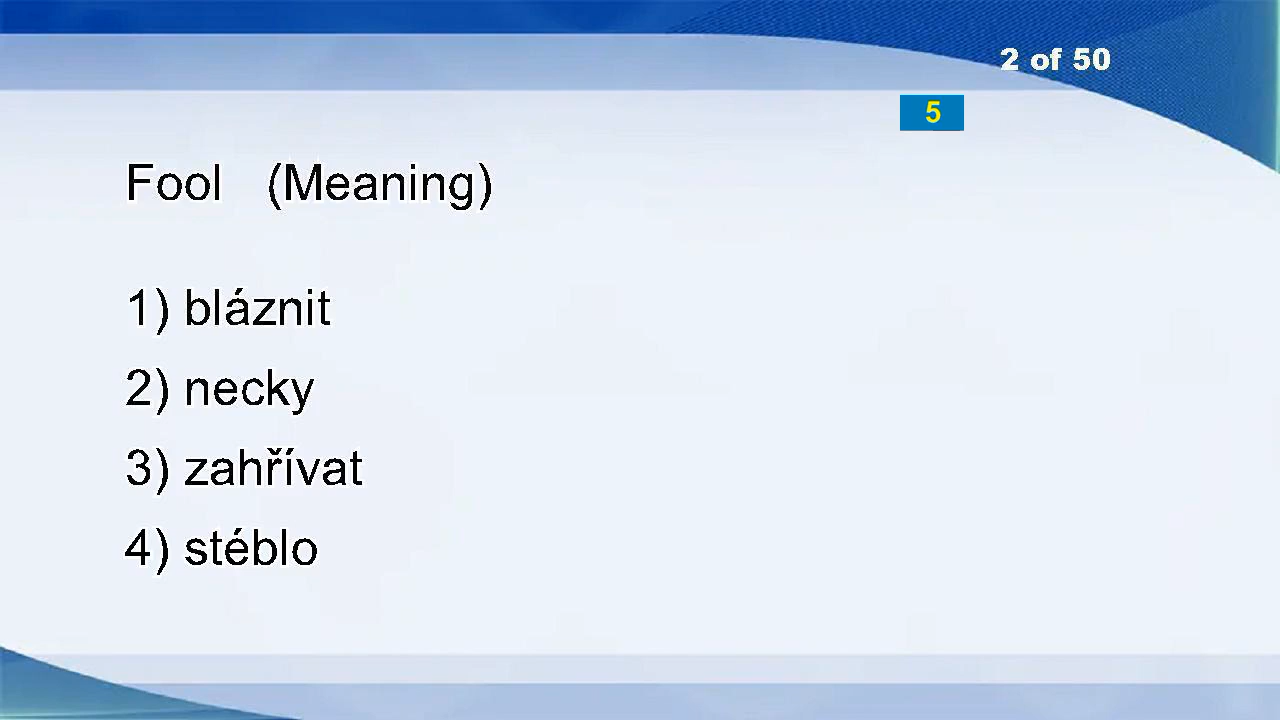 2 of 50
5
Fool (Meaning)
1) bláznit
2) necky
3) zahřívat
4) stéblo